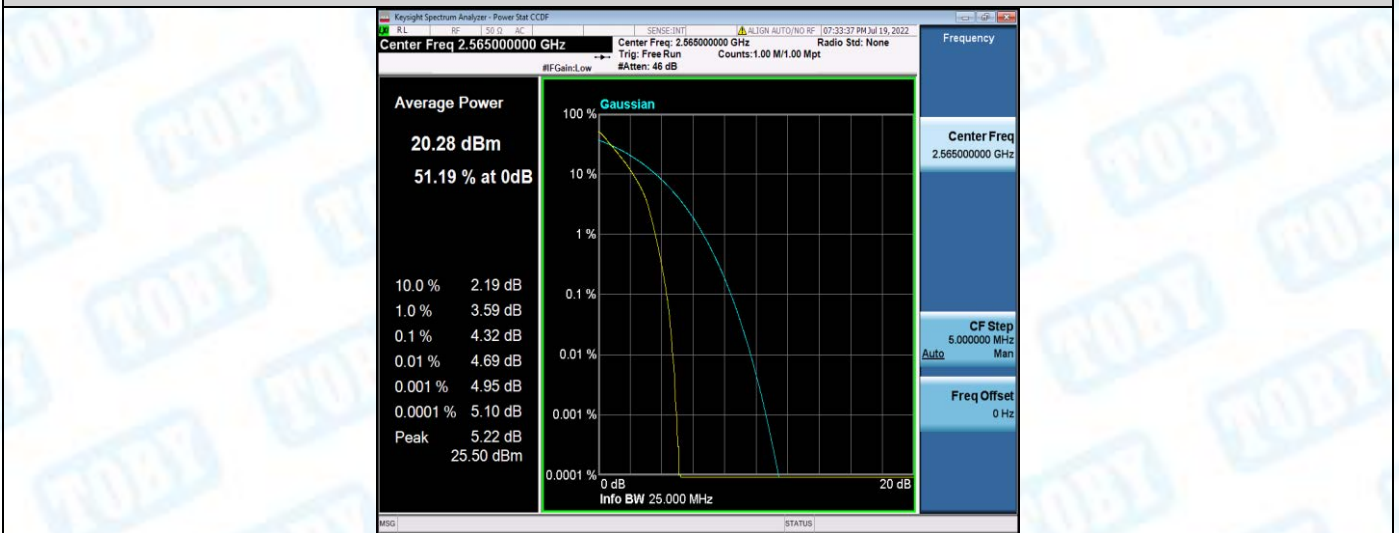 Keysight Spectrum Analyzer - Power Stat CCDF
RL RF 50 Ω AC SENSE:INT ALIGN AUTO/NO RF 07:33:37 PM Jul 19, 2022
Center Freq 2.565000000 GHz
Center Freq: 2.565000000 GHz Radio Std: None
Trig: Free Run Counts:1.00 M/1.00 Mpt
#IFGain:Low #Atten: 46 dB
Frequency
Average Power
20.28 dBm
51.19 % at 0dB
10.0 % 2.19 dB
1.0 % 3.59 dB
0.1 % 4.32 dB
0.01 % 4.69 dB
0.001 % 4.95 dB
0.0001 % 5.10 dB
Peak 5.22 dB
25.50 dBm
Gaussian
100 %
10 %
1 %
0.1 %
0.01 %
0.001 %
0.0001 %
0 dB 20 dB
Info BW 25.000 MHz
Center Freq
2.565000000 GHz
CF Step
5.000000 MHz
Auto Man
Freq Offset
0 Hz
MSG STATUS
TOBY
TOBY
TOBY
TOBY
TOBY
TOBY
TOBY
TOBY